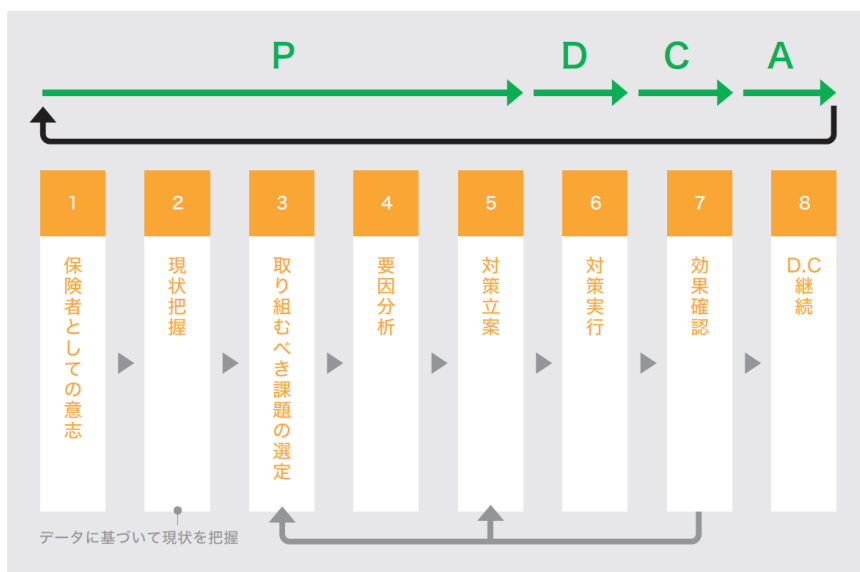 P
D
C
A
1
2
3
4
5
6
7
8
保険者としての意志
現状把握
取り組むべき課題の選定
要因分析
対策立案
対策実行
効果確認
D.C
継続
データに基づいて現状を把握